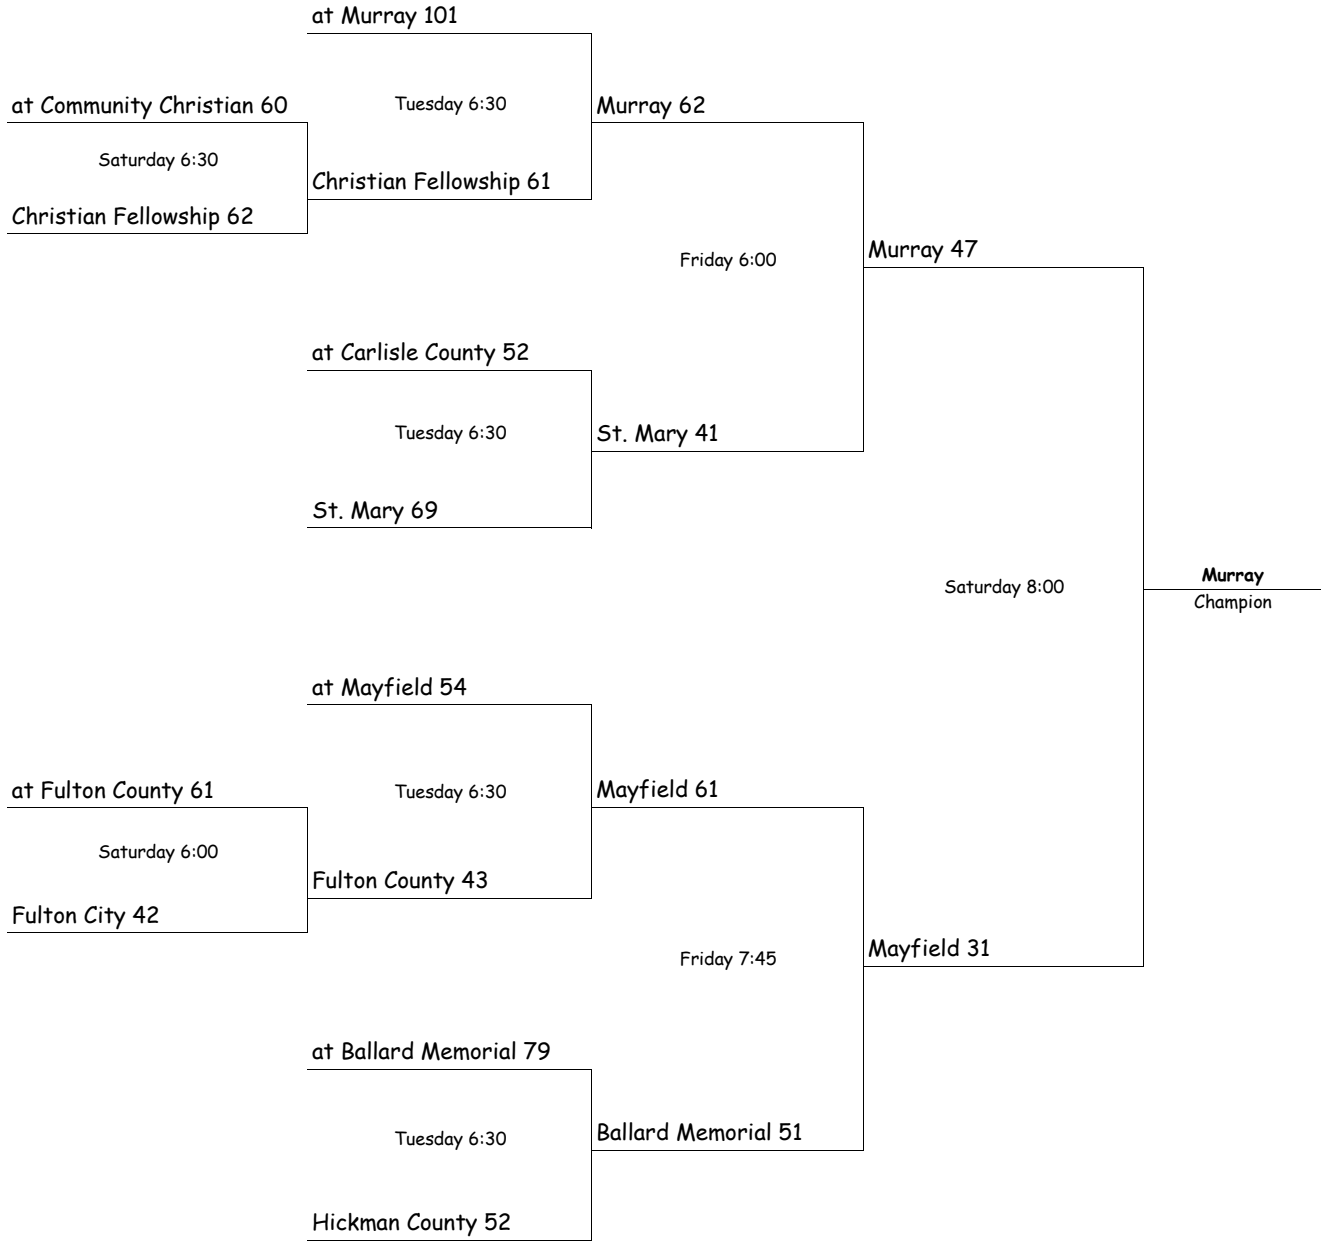 at Murray 101
Tuesday 6:30
at Community Christian 60
Murray 62
Saturday 6:30
Christian Fellowship 61
Christian Fellowship 62
Friday 6:00
Murray 47
at Carlisle County 52
Tuesday 6:30
St. Mary 41
St. Mary 69
Saturday 8:00
Murray
Champion
at Mayfield 54
at Fulton County 61
Tuesday 6:30
Mayfield 61
Saturday 6:00
Fulton County 43
Fulton City 42
Friday 7:45
Mayfield 31
at Ballard Memorial 79
Tuesday 6:30
Ballard Memorial 51
Hickman County 52